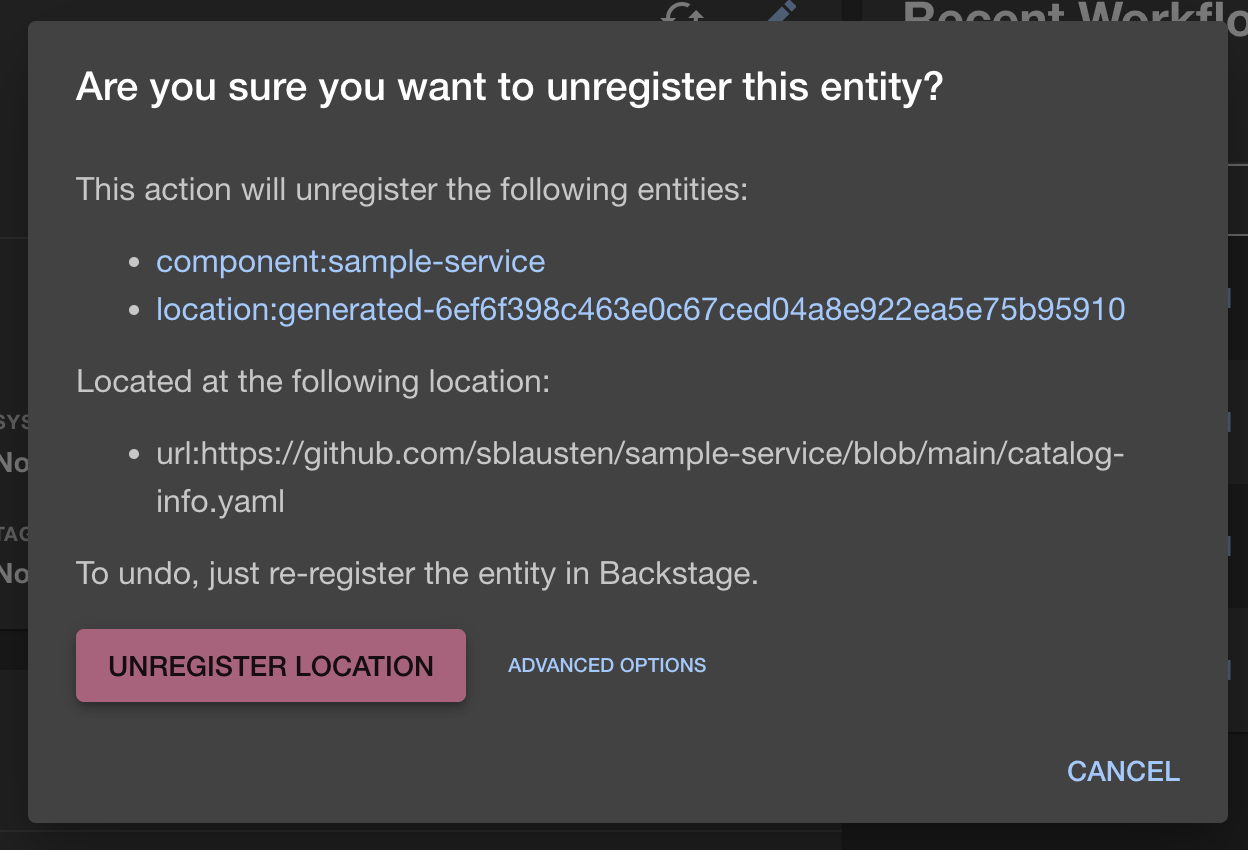 Recent Workflo
Are you sure you want to unregister this entity?
This action will unregister the following entities:
component:sample-service
location:generated-6ef6f398c463e0c67ced04a8e922ea5e75b95910
Located at the following location:
url:https://github.com/sblausten/sample-service/blob/main/catalog-
info.yaml
SYS
No
TAG
No
To undo, just re-register the entity in Backstage.
UNREGISTER LOCATION
ADVANCED OPTIONS
CANCEL